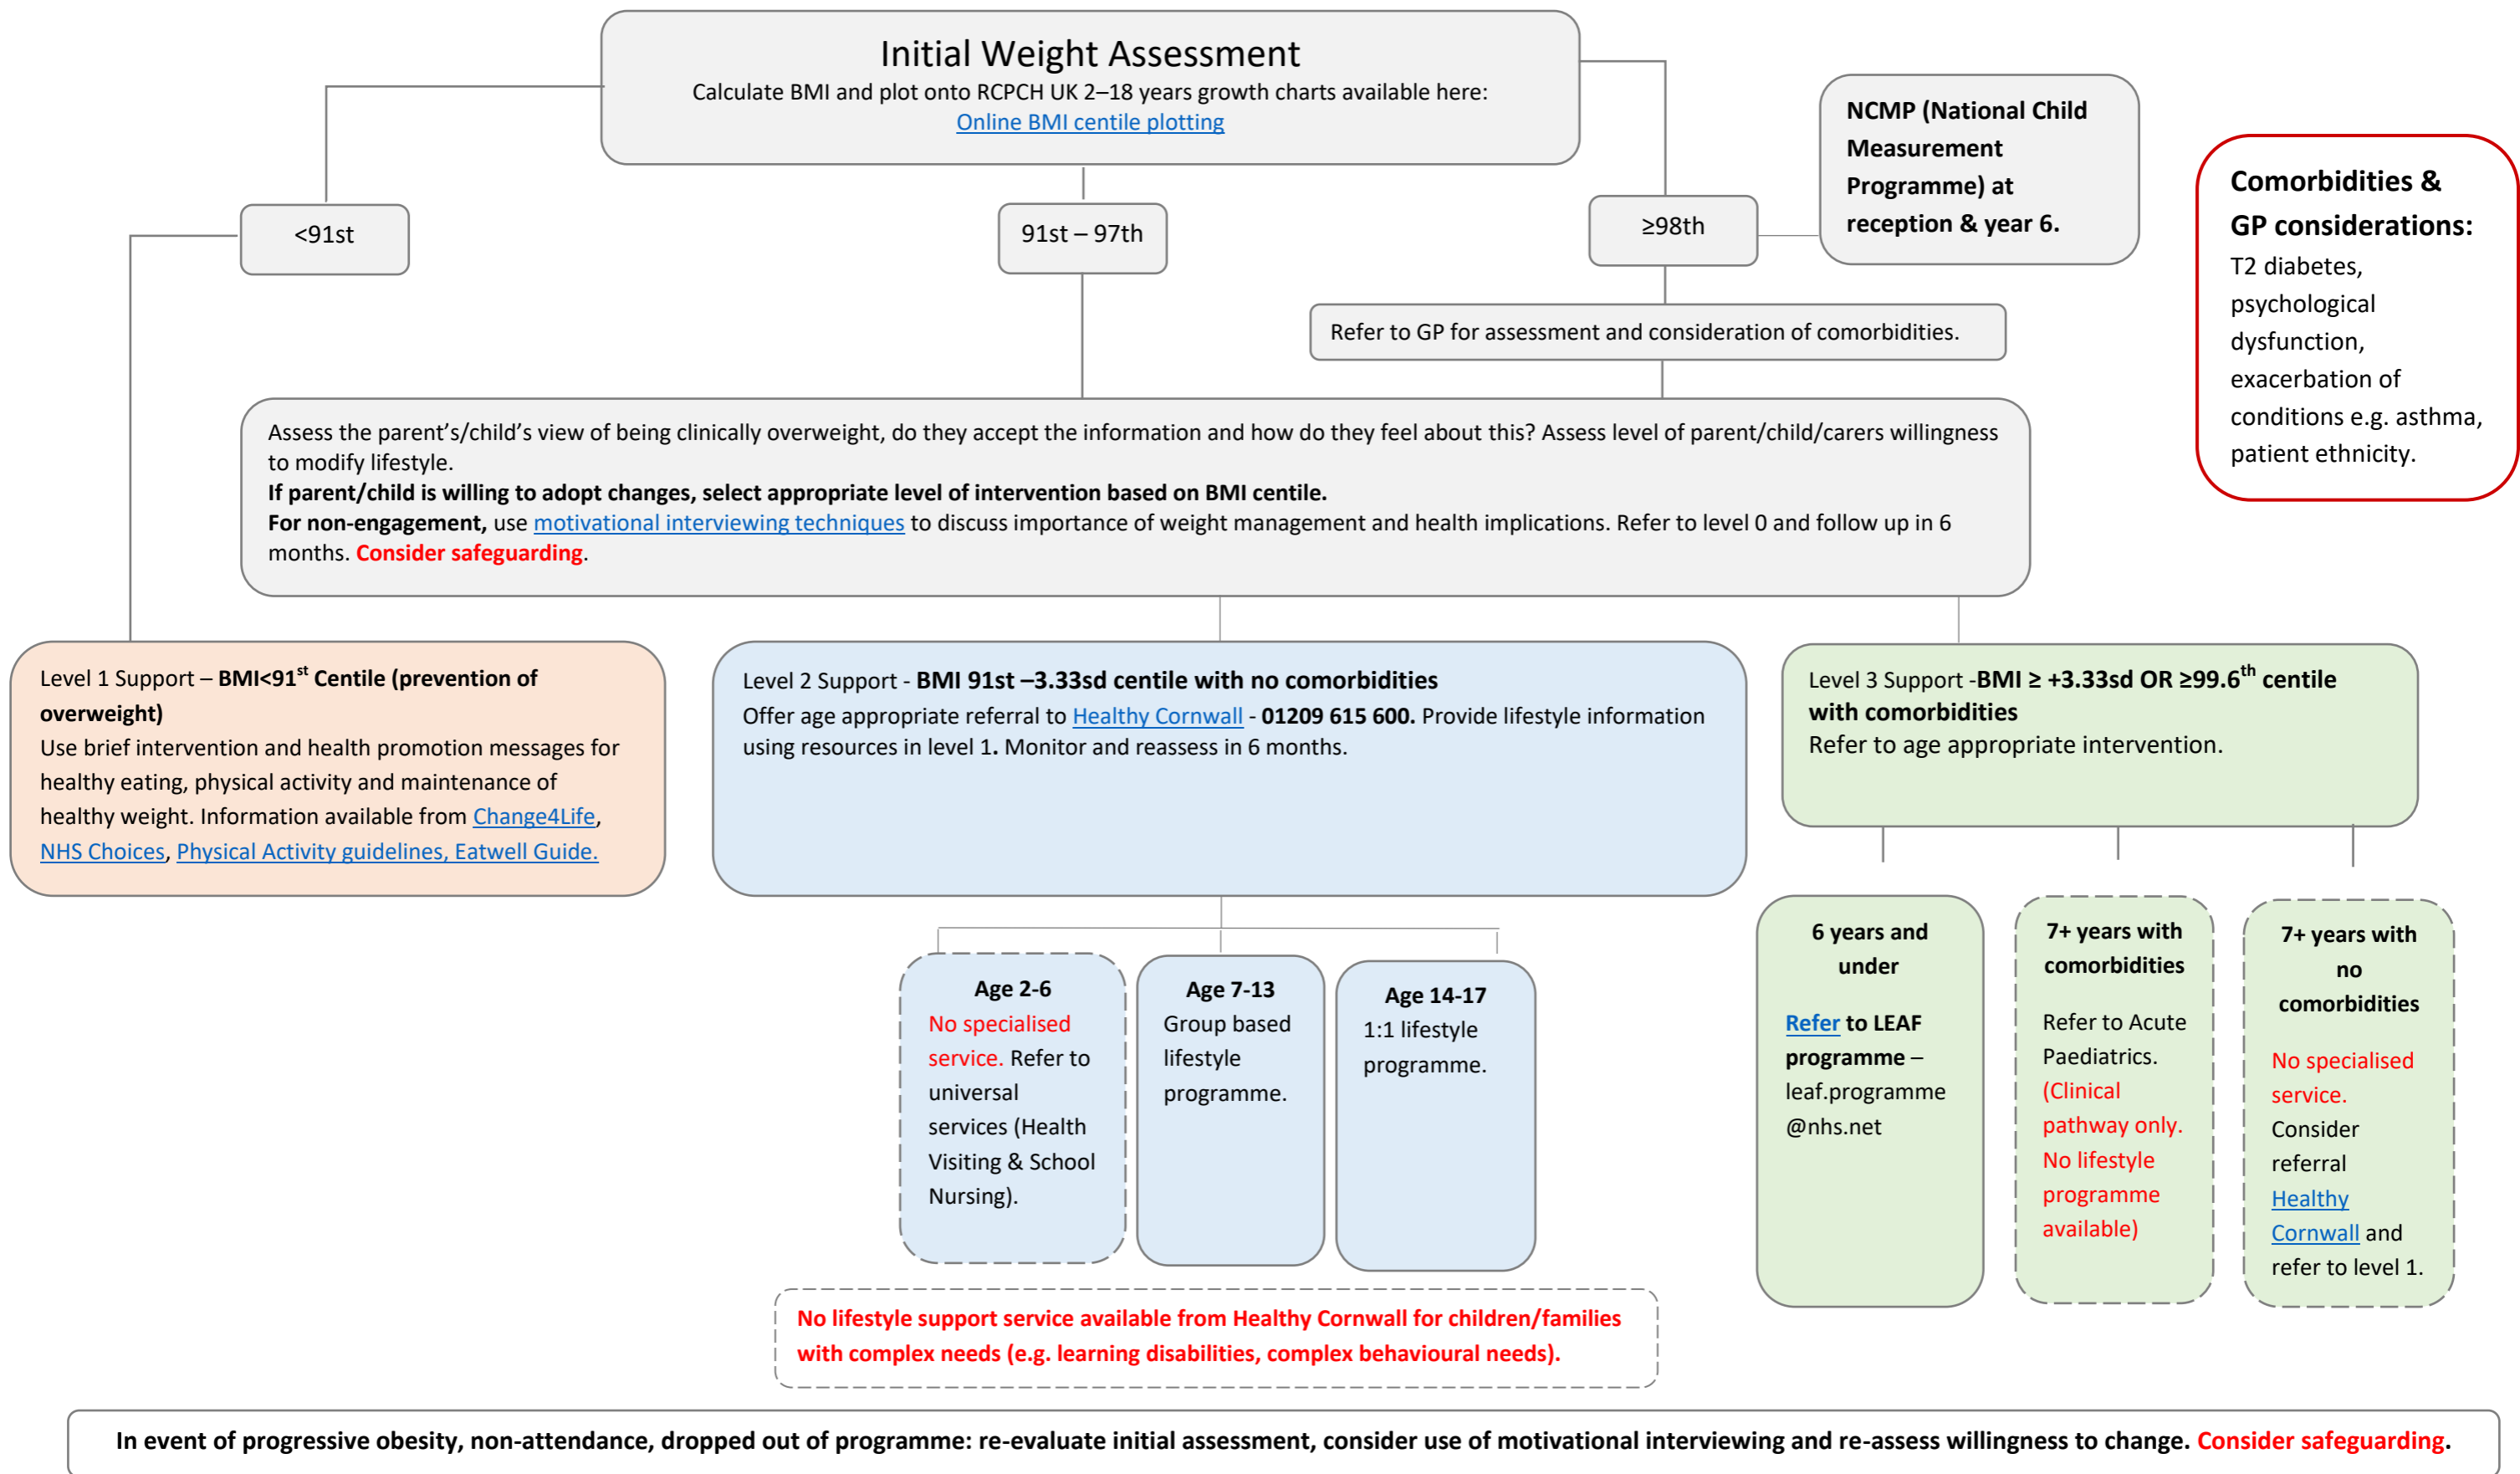 Initial Weight Assessment
Calculate BMI and plot onto RCPCH UK 2–18 years growth charts available here:
Online BMI centile plotting
NCMP (National Child
Measurement
Programme) at
reception & year 6.
Comorbidities &
GP considerations:
T2 diabetes,
psychological
dysfunction,
exacerbation of
conditions e.g. asthma,
patient ethnicity.
<91st
91st – 97th
≥98th
Refer to GP for assessment and consideration of comorbidities.
Assess the parent’s/child’s view of being clinically overweight, do they accept the information and how do they feel about this? Assess level of parent/child/carers willingness
to modify lifestyle.
If parent/child is willing to adopt changes, select appropriate level of intervention based on BMI centile.
For non-engagement, use motivational interviewing techniques to discuss importance of weight management and health implications. Refer to level 0 and follow up in 6
months. Consider safeguarding.
Level 1 Support – BMI<91st Centile (prevention of
overweight)
Use brief intervention and health promotion messages for
healthy eating, physical activity and maintenance of
healthy weight. Information available from Change4Life,
NHS Choices, Physical Activity guidelines, Eatwell Guide.
Level 2 Support - BMI 91st –3.33sd centile with no comorbidities
Offer age appropriate referral to Healthy Cornwall - 01209 615 600. Provide lifestyle information
using resources in level 1. Monitor and reassess in 6 months.
Level 3 Support -BMI ≥ +3.33sd OR ≥99.6th centile
with comorbidities
Refer to age appropriate intervention.
Age 2-6
No specialised
service. Refer to
universal
services (Health
Visiting & School
Nursing).
Age 7-13
Group based
lifestyle
programme.
Age 14-17
1:1 lifestyle
programme.
6 years and
under
Refer to LEAF
programme –
leaf.programme
@nhs.net
7+ years with
comorbidities
Refer to Acute
Paediatrics.
(Clinical
pathway only.
No lifestyle
programme
available)
7+ years with
no
comorbidities
No specialised
service.
Consider
referral
Healthy
Cornwall and
refer to level 1.
No lifestyle support service available from Healthy Cornwall for children/families
with complex needs (e.g. learning disabilities, complex behavioural needs).
In event of progressive obesity, non-attendance, dropped out of programme: re-evaluate initial assessment, consider use of motivational interviewing and re-assess willingness to change. Consider safeguarding.